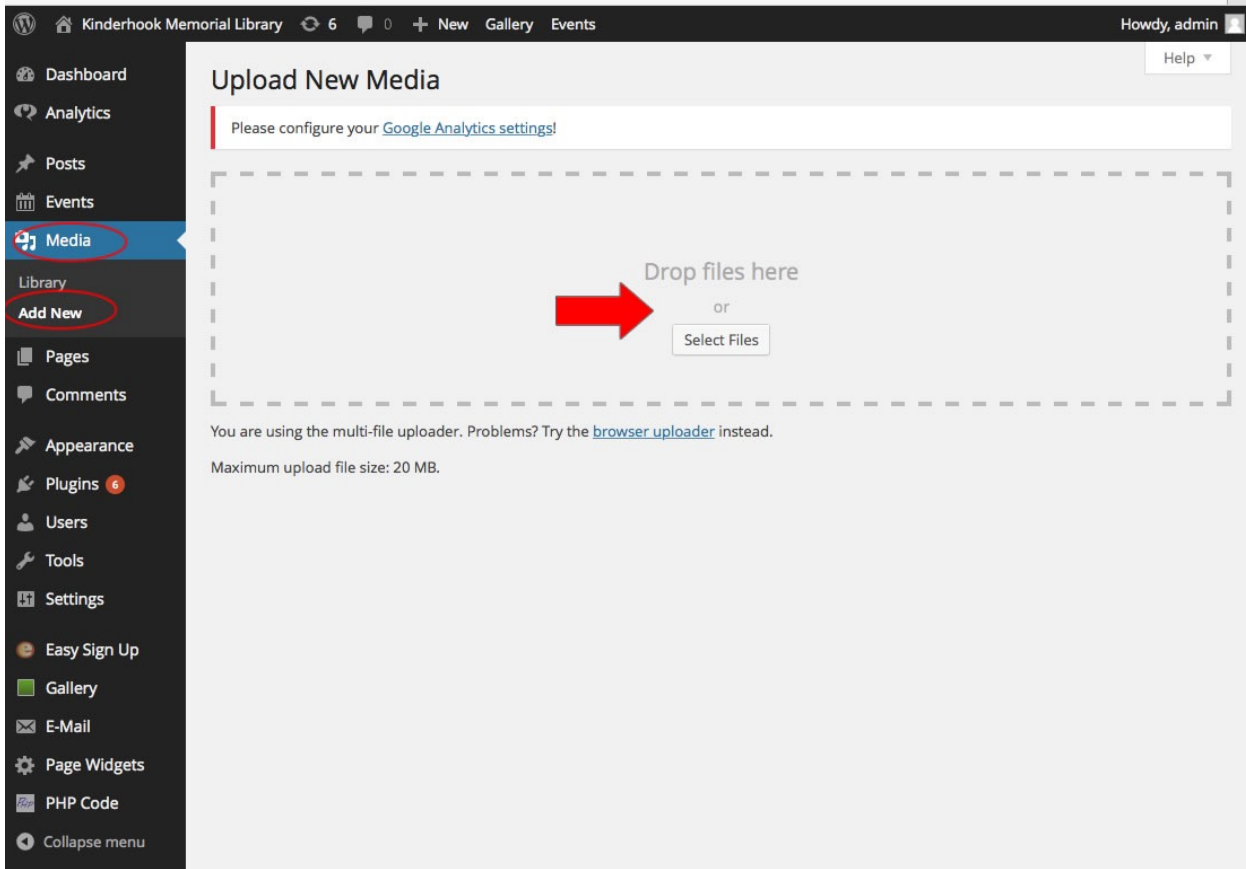 Kinderhook Memorial Library 6 0 + New Gallery Events Howdy, admin
Help
Dashboard
Analytics
Posts
Events
Media
Library
Add New
Pages
Comments
Appearance
Plugins 6
Users
Tools
Settings
Easy Sign Up
Gallery
E-Mail
Page Widgets
PHP Code
Collapse menu
Upload New Media
Please configure your Google Analytics settings!
Drop files here
or
Select Files
You are using the multi-file uploader. Problems? Try the browser uploader instead.
Maximum upload file size: 20 MB.